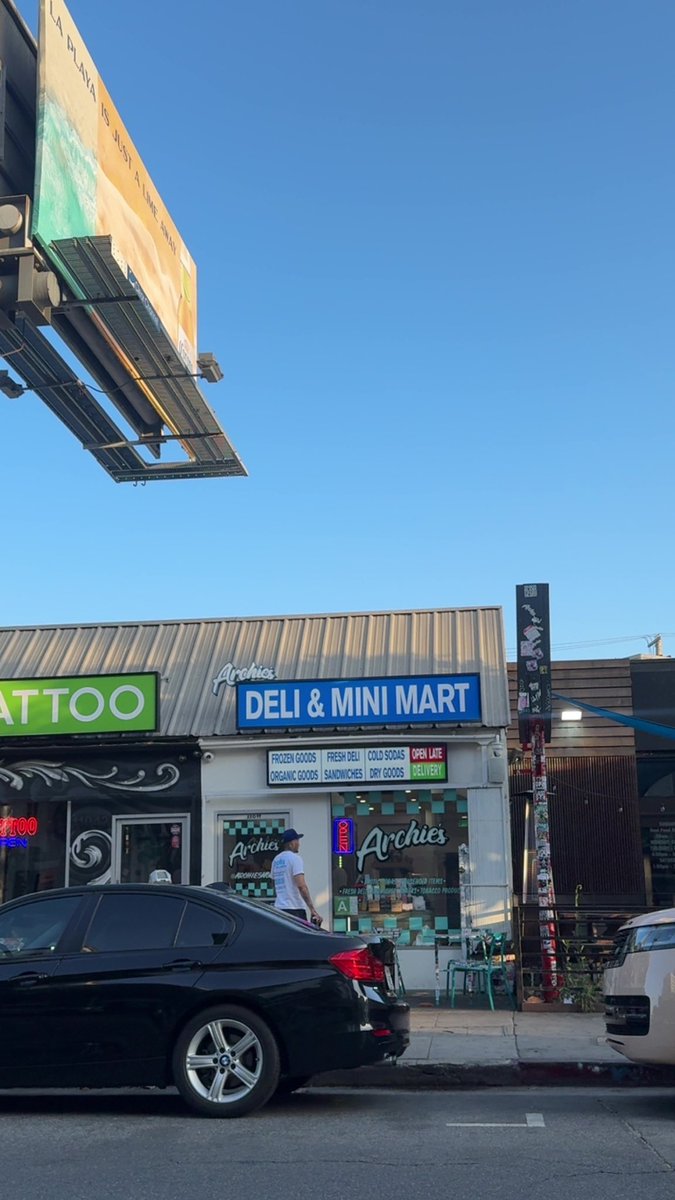 LA PLAYA IS JUST A LIME AWAY
ATTOO
Archie's
DELI & MINI MART
FROZEN GOODS
ORGANIC GOODS
FRESH DELI
SANDWICHES
COLD SODAS
DRY GOODS
OPEN LATE
DELIVERY
Archie's
Archie's
A